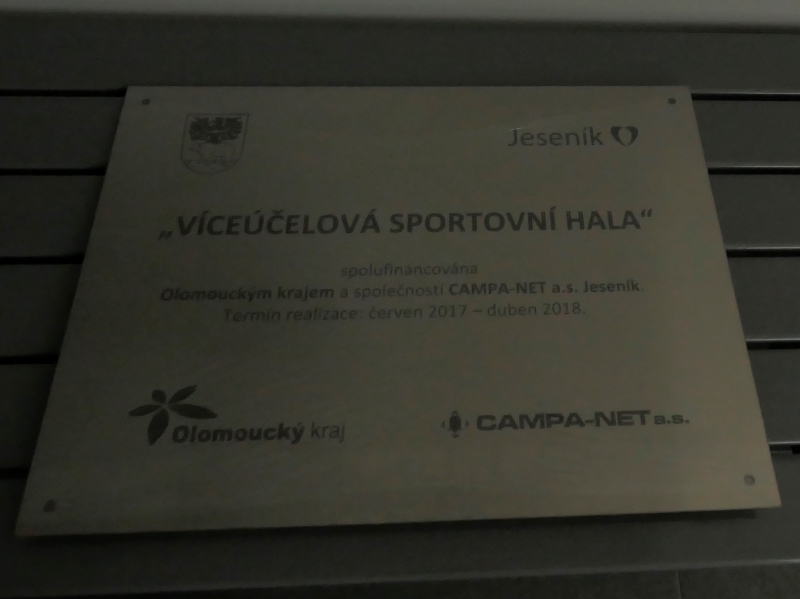 Jeseník
„VÍCEÚČELOVÁ SPORTOVNÍ HALA“
spolufinancována
Olomouckým krajem a společností CAMPA-NET a.s. Jeseník.
Termín realizace: červen 2017 – duben 2018.
Olomoucký kraj
CAMPA-NET a.s.